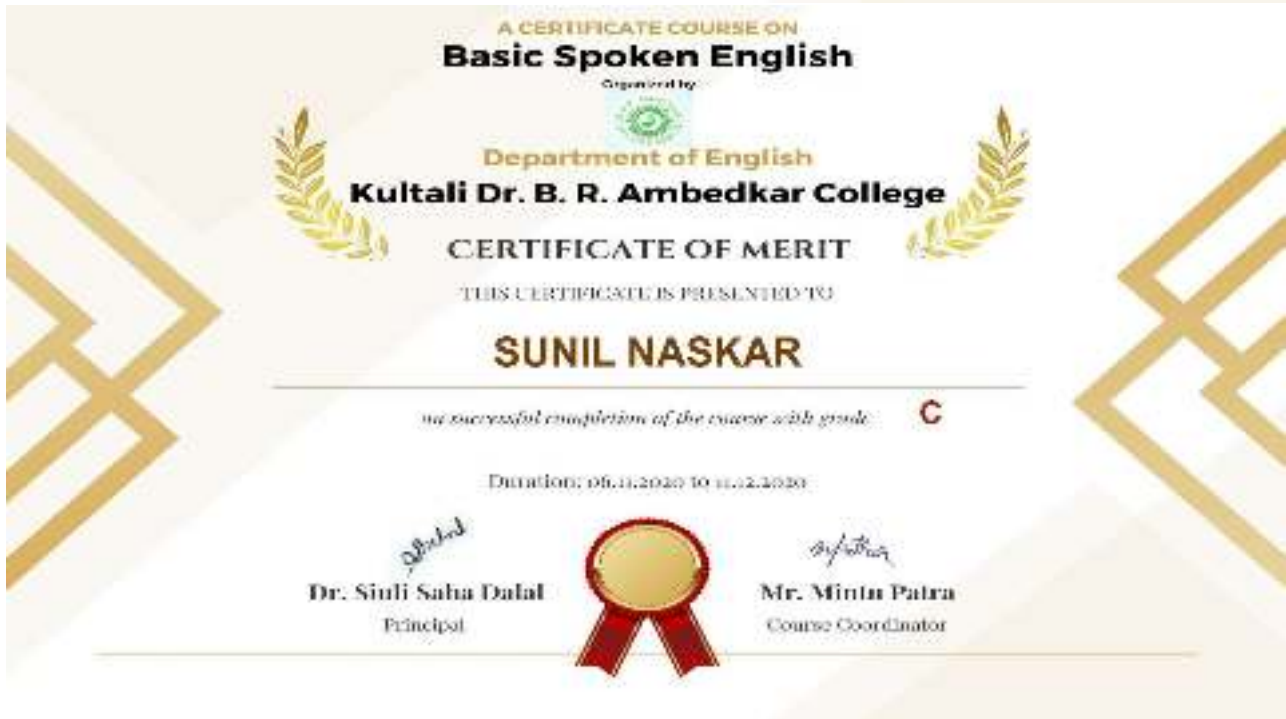 A CERTIFICATE COURSE ON
Basic Spoken English
Organized by
Department of English
Kultali Dr. B. R. Ambedkar College
CERTIFICATE OF MERIT
THIS CERTIFICATE IS PRESENTED TO
SUNIL NASKAR
on successful completion of the course with grade C
Duration: 06.11.2020 to 11.12.2020
Dr. Siuli Saha Dalal
Mr. Mintu Patra
Principal
Course Coordinator